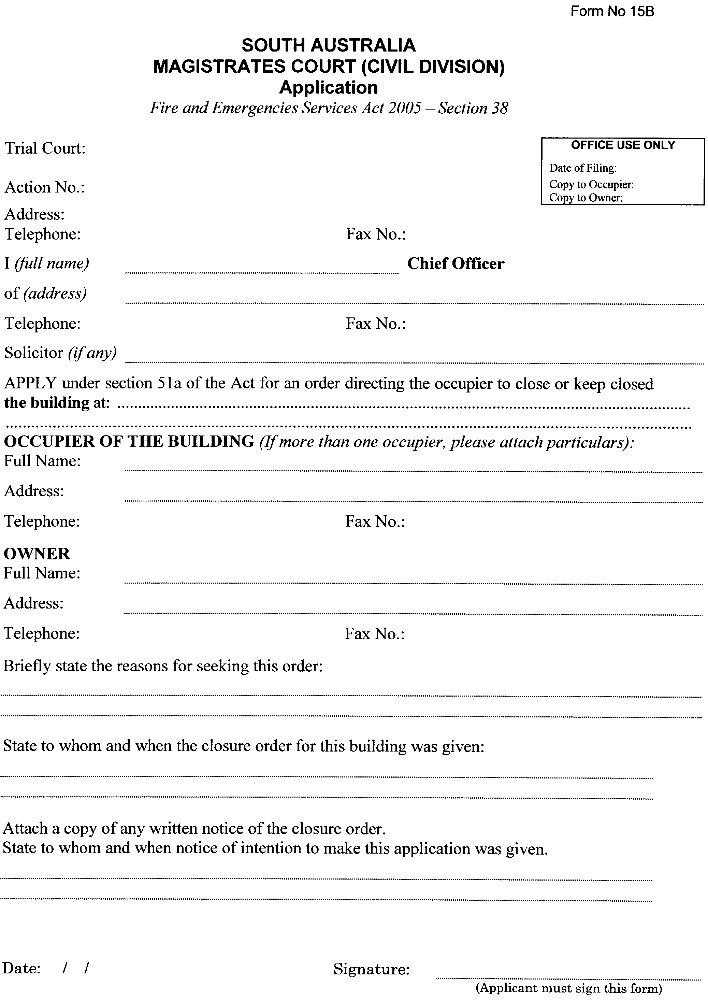 Form No 15B
SOUTH AUSTRALIA
MAGISTRATES COURT (CIVIL DIVISION)
Application
Fire and Emergencies Services Act 2005 – Section 38
Trial Court:
OFFICE USE ONLY
Date of Filing:
Action No.:
Copy to Occupier:
Copy to Owner:
Address:
Telephone: Fax No.:
I (full name) Chief Officer
of (address)
Telephone: Fax No.:
Solicitor (if any)
APPLY under section 51a of the Act for an order directing the occupier to close or keep closed
the building at:
OCCUPIER OF THE BUILDING (If more than one occupier, please attach particulars):
Full Name:
Address:
Telephone: Fax No.:
OWNER
Full Name:
Address:
Telephone: Fax No.:
Briefly state the reasons for seeking this order:
State to whom and when the closure order for this building was given:
Attach a copy of any written notice of the closure order.
State to whom and when notice of intention to make this application was given.
Date: / / Signature:
(Applicant must sign this form)